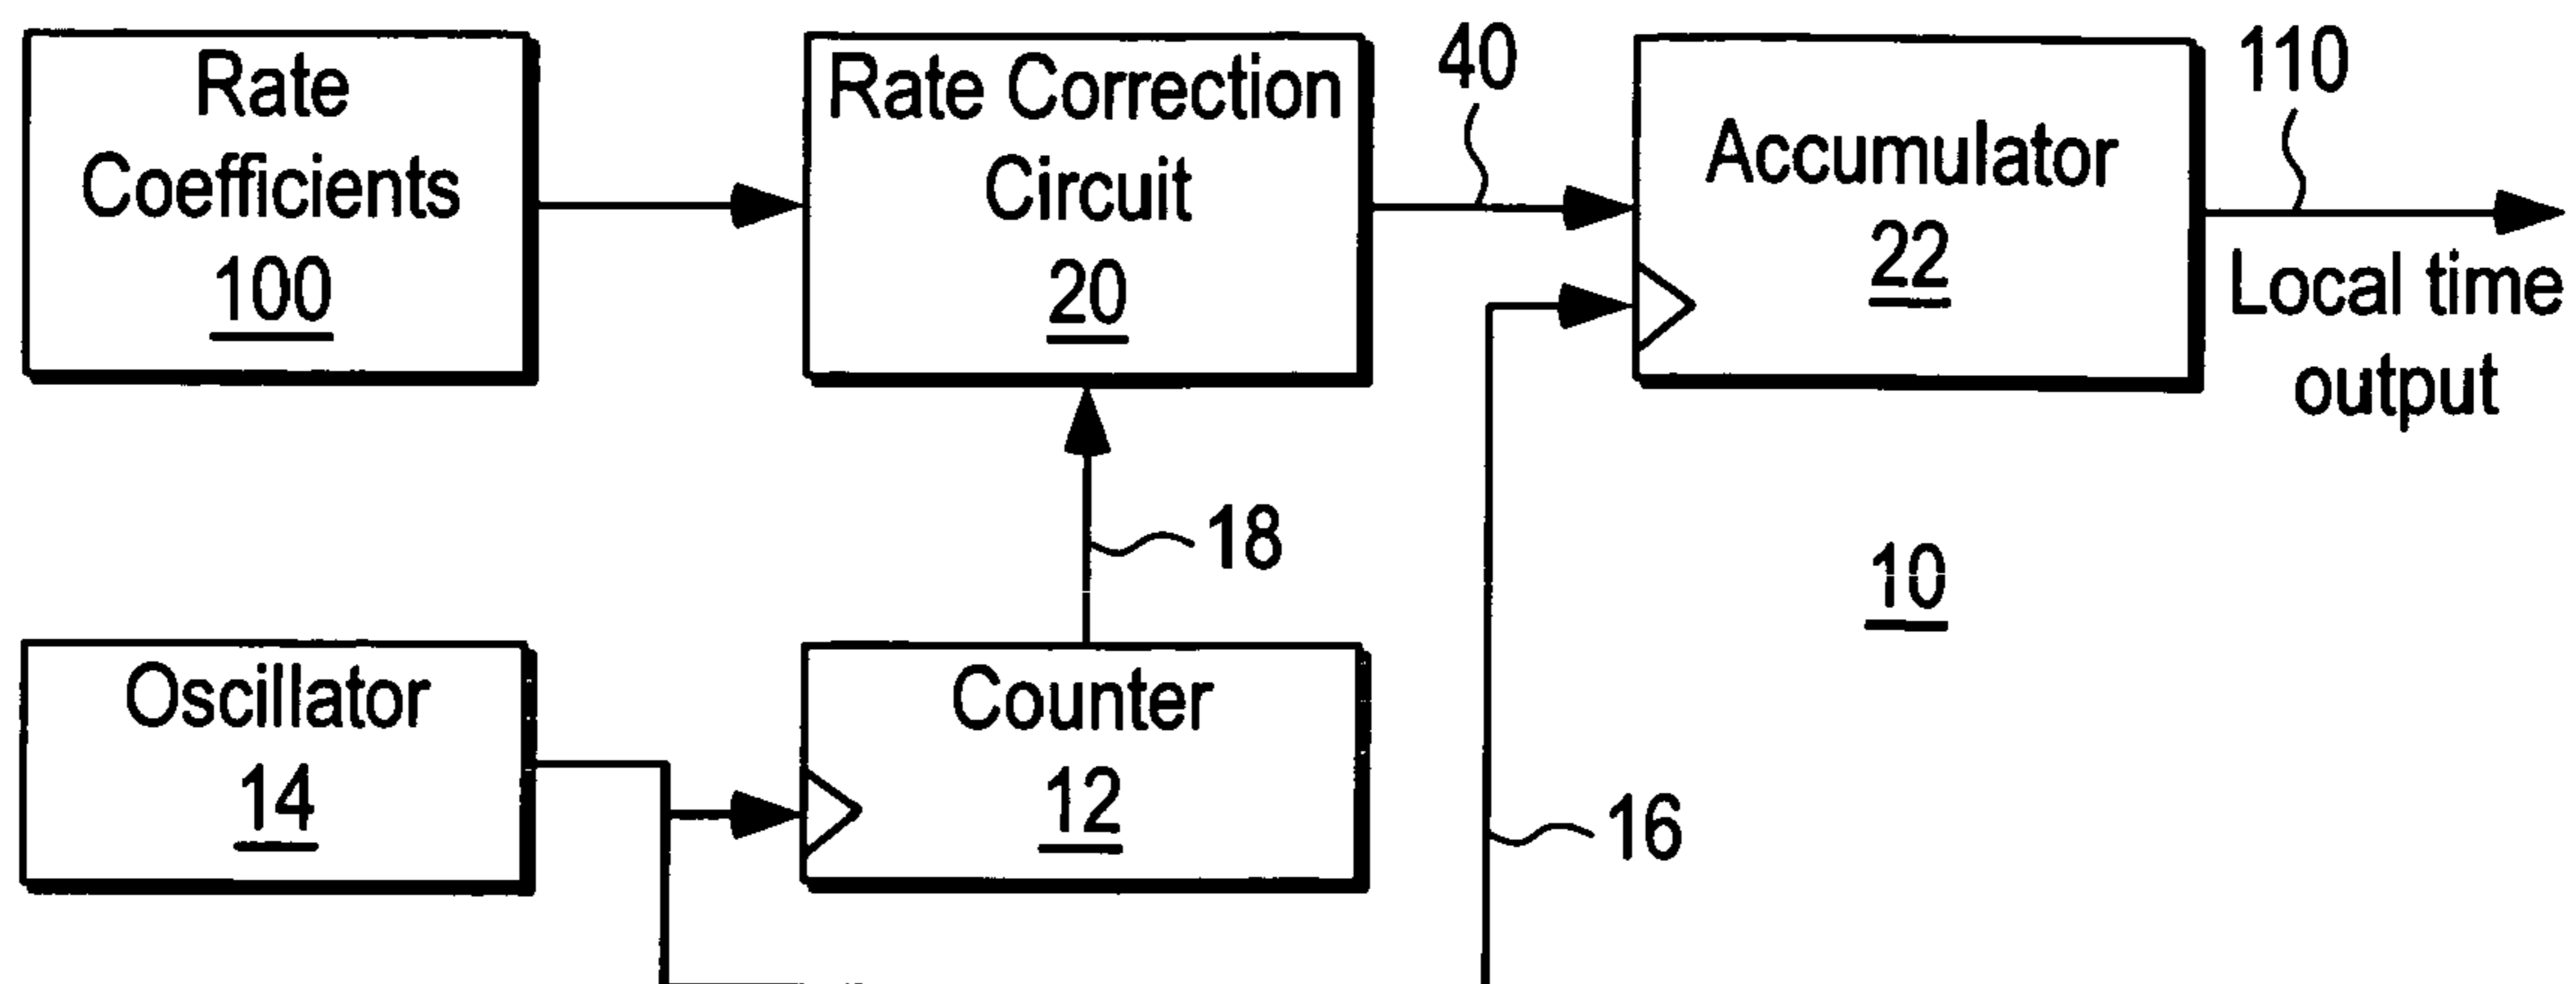 Rate
Coefficients
100
Rate Correction
Circuit
20
40
Accumulator
22
110
Local time
output
18
10
Oscillator
14
Counter
12
16